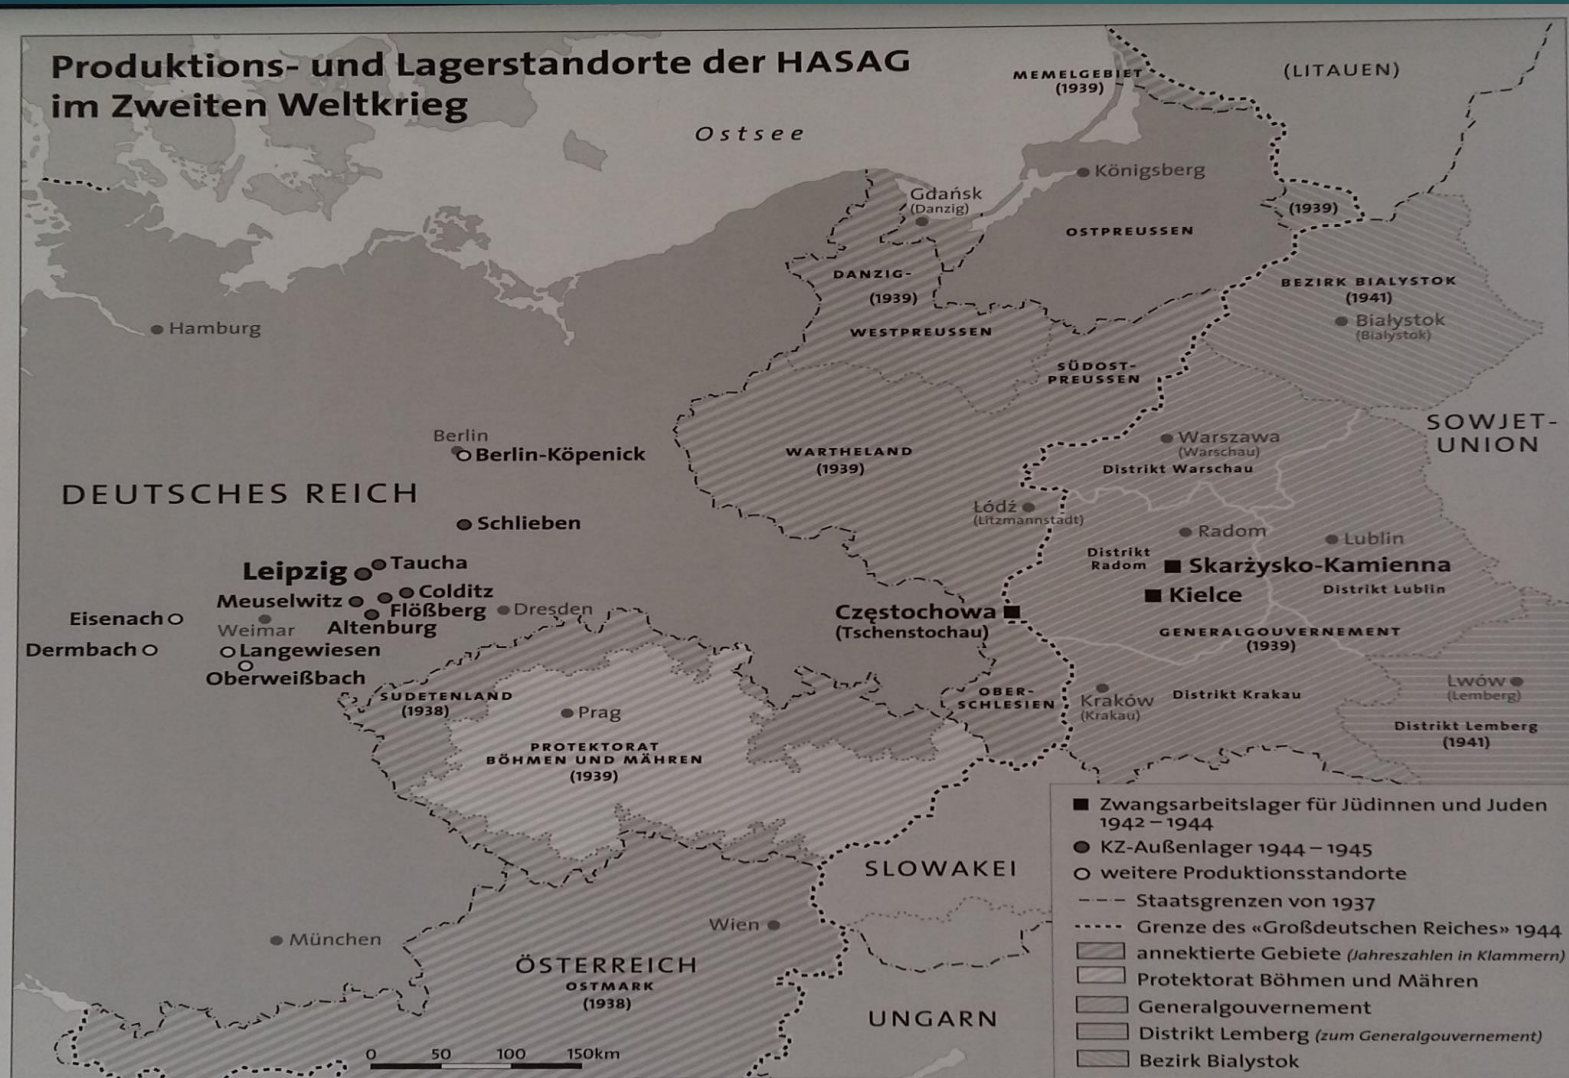 Produktions- und Lagerstandorte der HASAG
im Zweiten Weltkrieg
Ostsee
MEMELGEBIET
(1939)
(LITAUEN)
Königsberg
Gdańsk
(Danzig)
(1939)
OSTPREUSSEN
DANZIG-
(1939)
WESTPREUSSEN
BEZIRK BIALYSTOK
(1941)
Białystok
(Bialystok)
Hamburg
SÜDOST-
PREUSSEN
SOWJET-
UNION
Berlin
Berlin-Köpenick
WARTHELAND
(1939)
Warszawa
(Warschau)
Distrikt Warschau
DEUTSCHES REICH
Schlieben
Łódź
(Litzmannstadt)
Radom
Lublin
Distrikt
Radom
Skarżysko-Kamienna
Distrikt Lublin
Kielce
Leipzig
Taucha
Colditz
Meuselwitz
Flößberg
Dresden
Altenburg
Eisenach
Weimar
Dermbach
Langewiesen
Oberweißbach
Częstochowa
(Tschenstochau)
GENERALGOUVERNEMENT
(1939)
SUDETENLAND
(1938)
Prag
PROTEKTORAT
BÖHMEN UND MÄHREN
(1939)
OBER-
SCHLESIEN
Kraków
(Krakau)
Distrikt Krakau
Lwów
(Lemberg)
Distrikt Lemberg
(1941)
SLOWAKEI
München
Wien
ÖSTERREICH
OSTMARK
(1938)
UNGARN
0 50 100 150km
Zwangsarbeitslager für Jüdinnen und Juden
1942 – 1944
KZ-Außenlager 1944 – 1945
weitere Produktionsstandorte
Staatsgrenzen von 1937
Grenze des «Großdeutschen Reiches» 1944
annektierte Gebiete (Jahreszahlen in Klammern)
Protektorat Böhmen und Mähren
Generalgouvernement
Distrikt Lemberg (zum Generalgouvernement)
Bezirk Bialystok